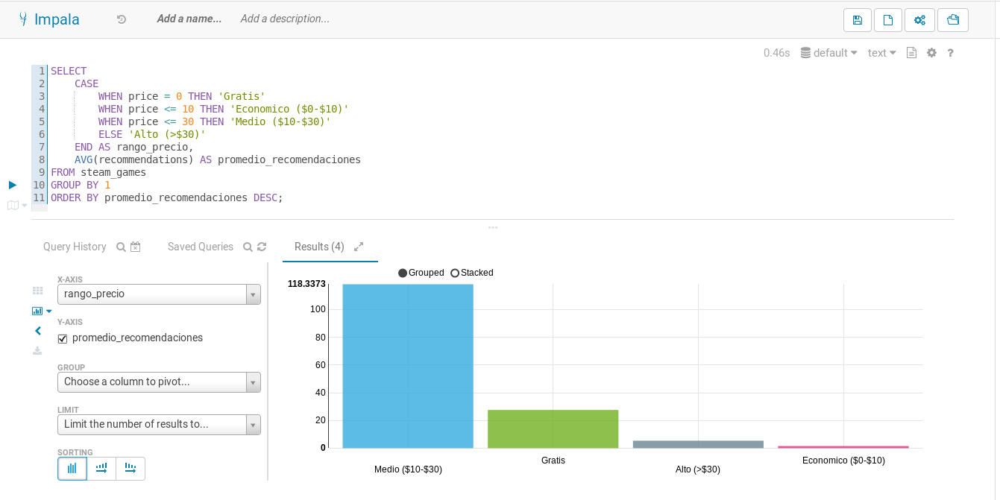 Impala
Add a name...
Add a description...
0.46s
default
text
?
1 SELECT
2 CASE
3 WHEN price = 0 THEN 'Gratis'
4 WHEN price <= 10 THEN 'Economico ($0-$10)'
5 WHEN price <= 30 THEN 'Medio ($10-$30)'
6 ELSE 'Alto (>$30)'
7 END AS rango_precio,
8 AVG(recommendations) AS promedio_recomendaciones
9 FROM steam_games
10 GROUP BY 1
11 ORDER BY promedio_recomendaciones DESC;
Query History
Saved Queries
Results (4)
X-AXIS
rango_precio
Y-AXIS
promedio_recomendaciones
GROUP
Choose a column to pivot...
LIMIT
Limit the number of results to...
SORTING
Grouped
Stacked
118.3373
100
80
60
40
20
0
Medio ($10-$30)
Gratis
Alto (>$30)
Economico ($0-$10)